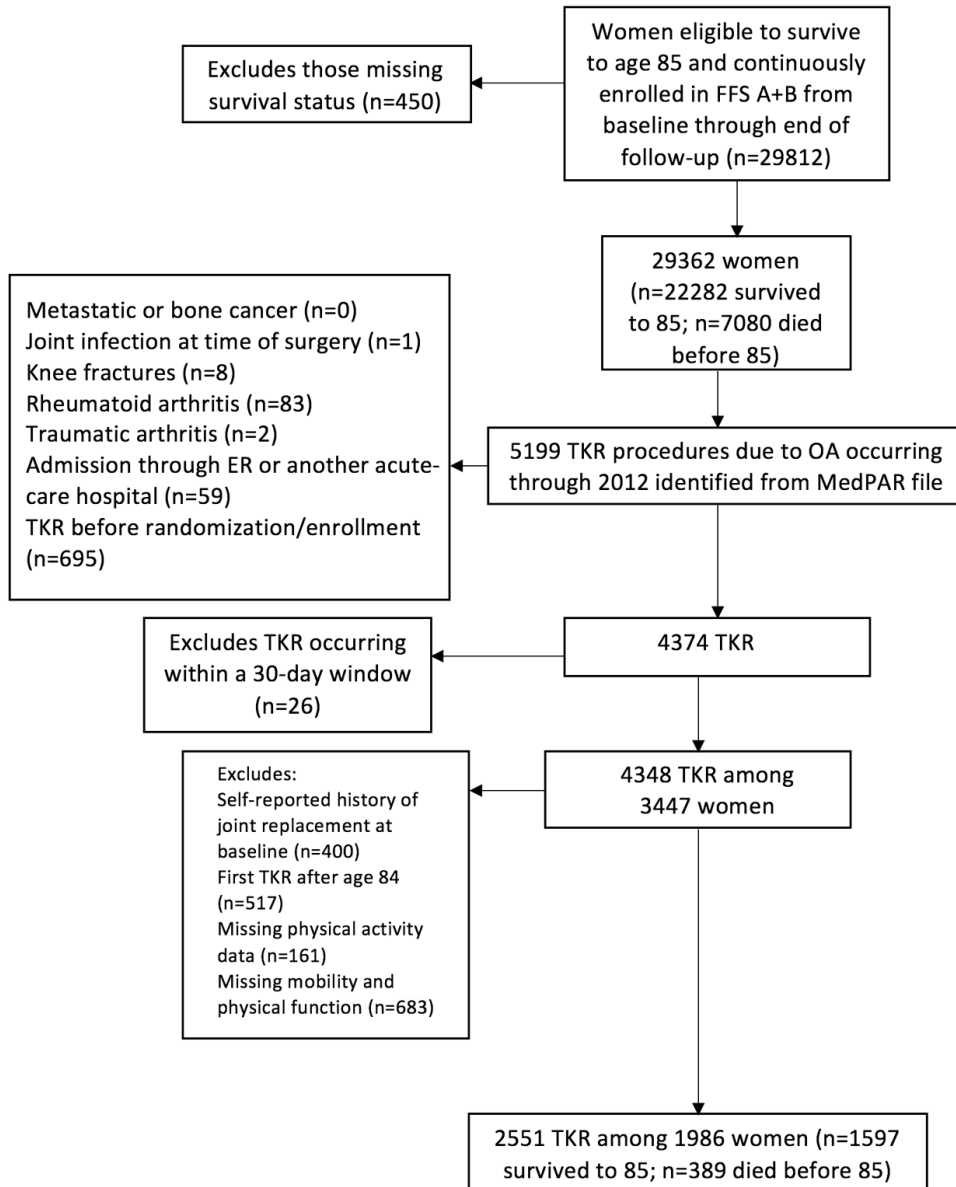 Women eligible to survive
to age 85 and continuously
enrolled in FFS A+B from
baseline through end of
follow-up (n=29812)
Excludes those missing
survival status (n=450)
29362 women
(n=22282 survived
to 85; n=7080 died
before 85)
Metastatic or bone cancer (n=0)
Joint infection at time of surgery (n=1)
Knee fractures (n=8)
Rheumatoid arthritis (n=83)
Traumatic arthritis (n=2)
Admission through ER or another acute-
care hospital (n=59)
TKR before randomization/enrollment
(n=695)
5199 TKR procedures due to OA occurring
through 2012 identified from MedPAR file
4374 TKR
Excludes TKR occurring
within a 30-day window
(n=26)
4348 TKR among
3447 women
Excludes:
Self-reported history of
joint replacement at
baseline (n=400)
First TKR after age 84
(n=517)
Missing physical activity
data (n=161)
Missing mobility and
physical function (n=683)
2551 TKR among 1986 women (n=1597
survived to 85; n=389 died before 85)